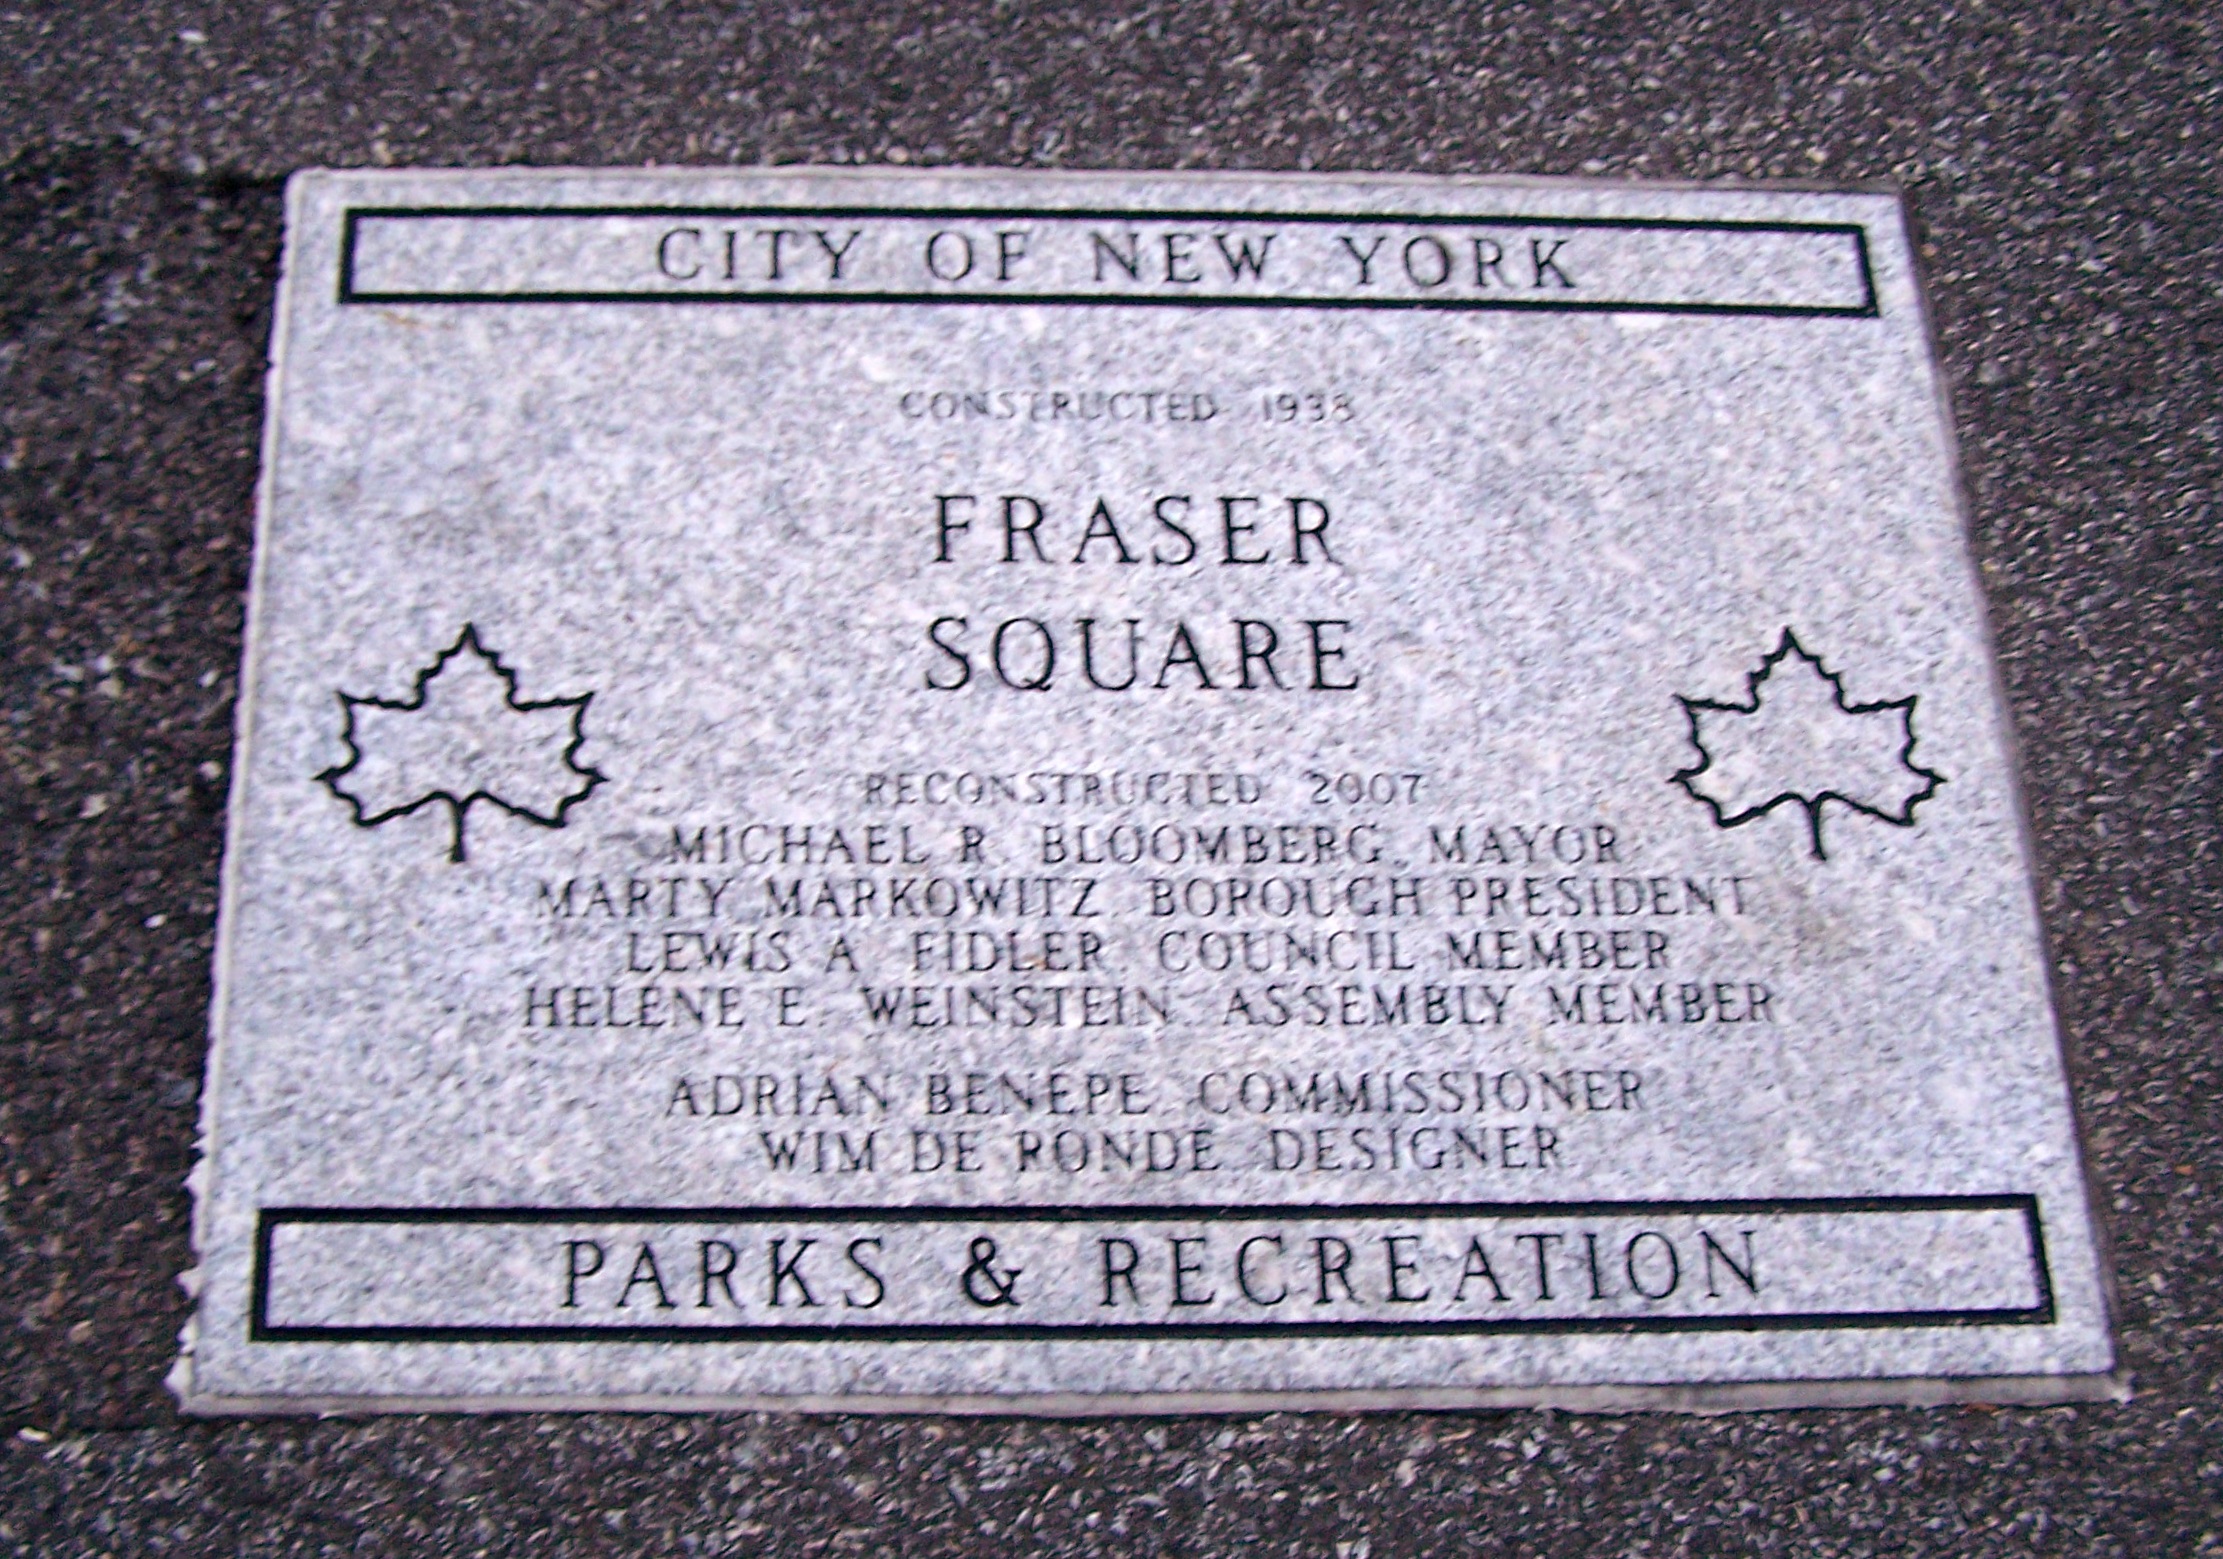 CITY OF NEW YORK
CONSTRUCTED 1938
FRASER
SQUARE
RECONSTRUCTED 2007
MICHAEL R. BLOOMBERG, MAYOR
MARTY MARKOWITZ, BOROUGH PRESIDENT
LEWIS A. FIDLER, COUNCIL MEMBER
HELENE E. WEINSTEIN, ASSEMBLY MEMBER
ADRIAN BENEPE, COMMISSIONER
WIM DE RONDE, DESIGNER
PARKS & RECREATION